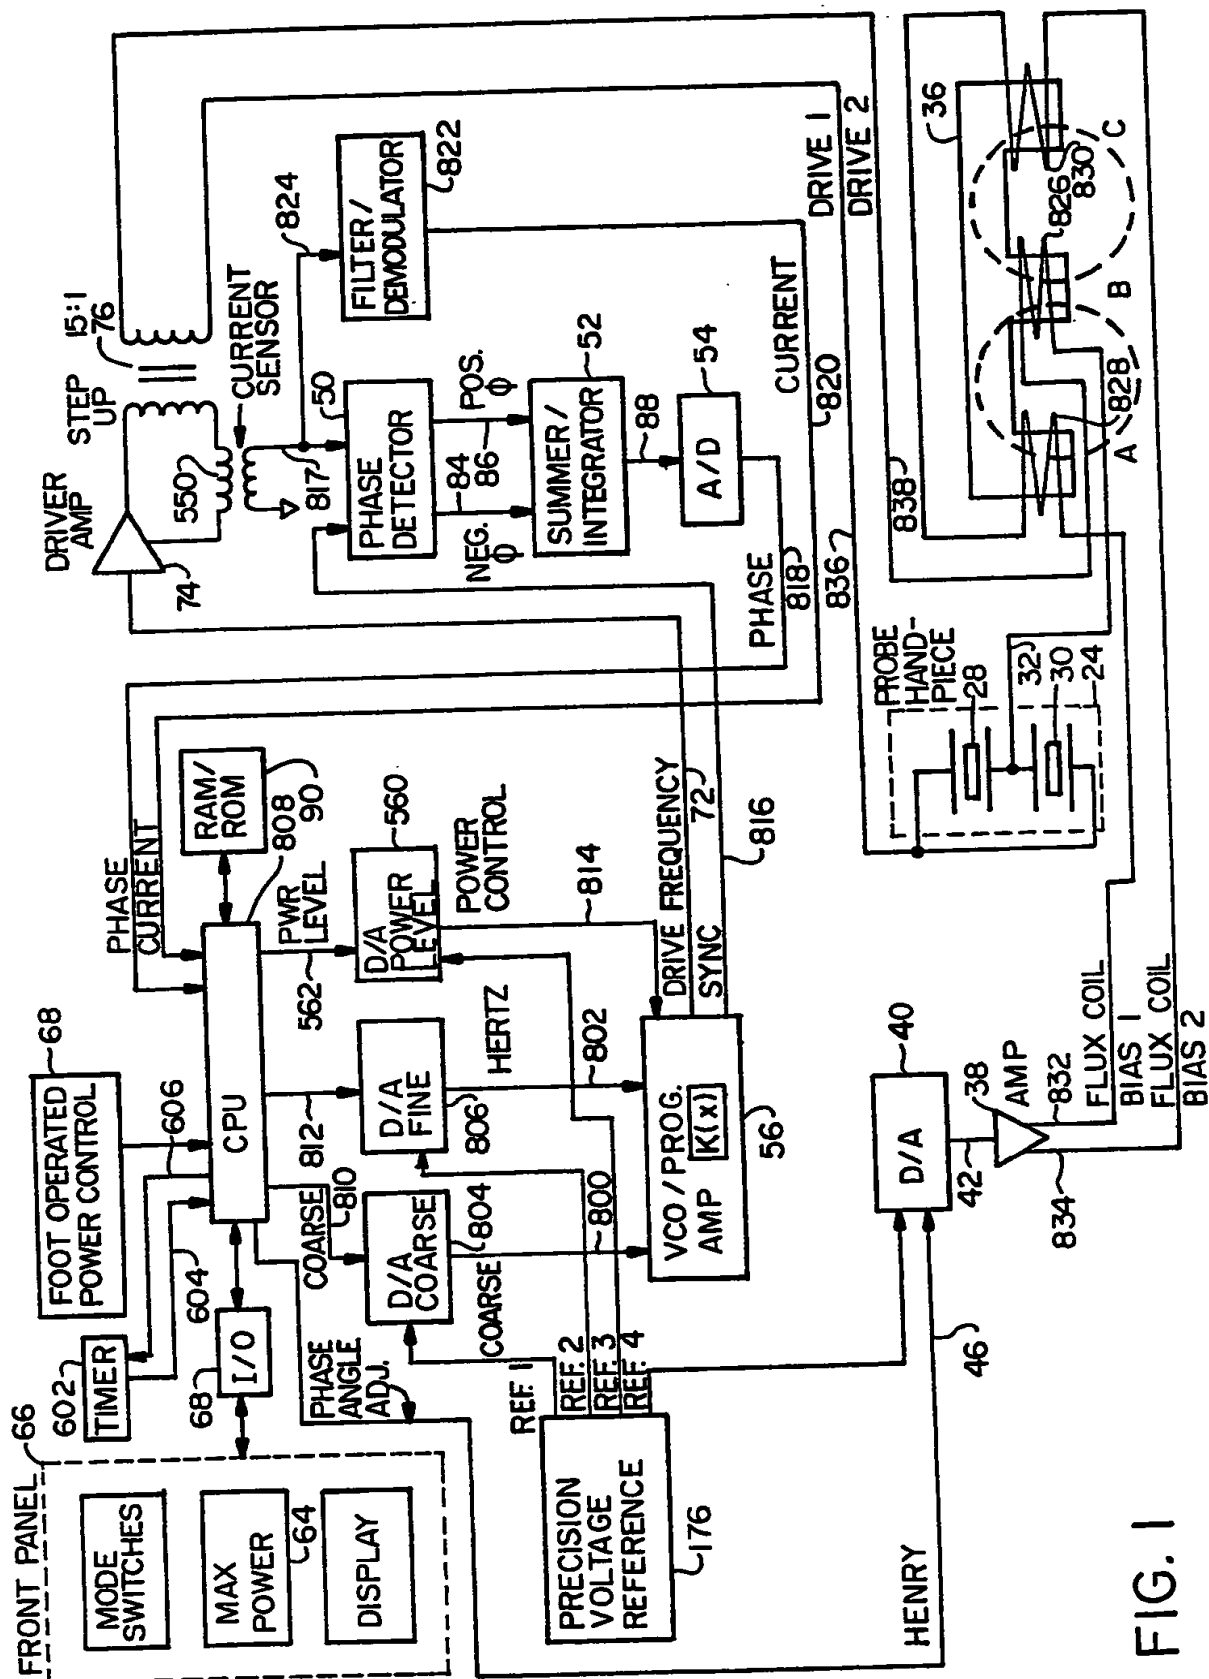 FRONT PANEL
66
MODE
SWITCHES
MAX
POWER
64
DISPLAY
602
TIMER
68
I/O
FOOT OPERATED
POWER CONTROL
68
604
606
CPU
PHASE
CURRENT
RAM/
ROM
90
808
PHASE
ANGLE
ADJ.
COARSE
810
812
562
PWR
LEVEL
D/A
COARSE
804
COARSE
D/A
FINE
806
HERTZ
D/A
POWER
LEVEL
560
POWER
CONTROL
814
REF. 1
REF. 2
REF. 3
REF. 4
PRECISION
VOLTAGE
REFERENCE
176
800
802
VCO / PROG.
AMP
K(x)
56
DRIVE FREQUENCY
72
SYNC
816
HENRY
46
D/A
40
42
38
AMP
832
834
FLUX COIL
BIAS 1
FLUX COIL
BIAS 2
DRIVER
AMP
74
STEP
UP
15:1
76
550
CURRENT
SENSOR
817
824
PHASE
DETECTOR
50
FILTER/
DEMODULATOR
822
NEG.
Φ
84
86
POS.
Φ
SUMMER/
INTEGRATOR
52
88
A/D
54
PHASE
818
CURRENT
820
836
DRIVE 1
DRIVE 2
838
PROBE
HAND-
PIECE
28
32
30
24
36
A
828
B
826
830
C
FIG. 1